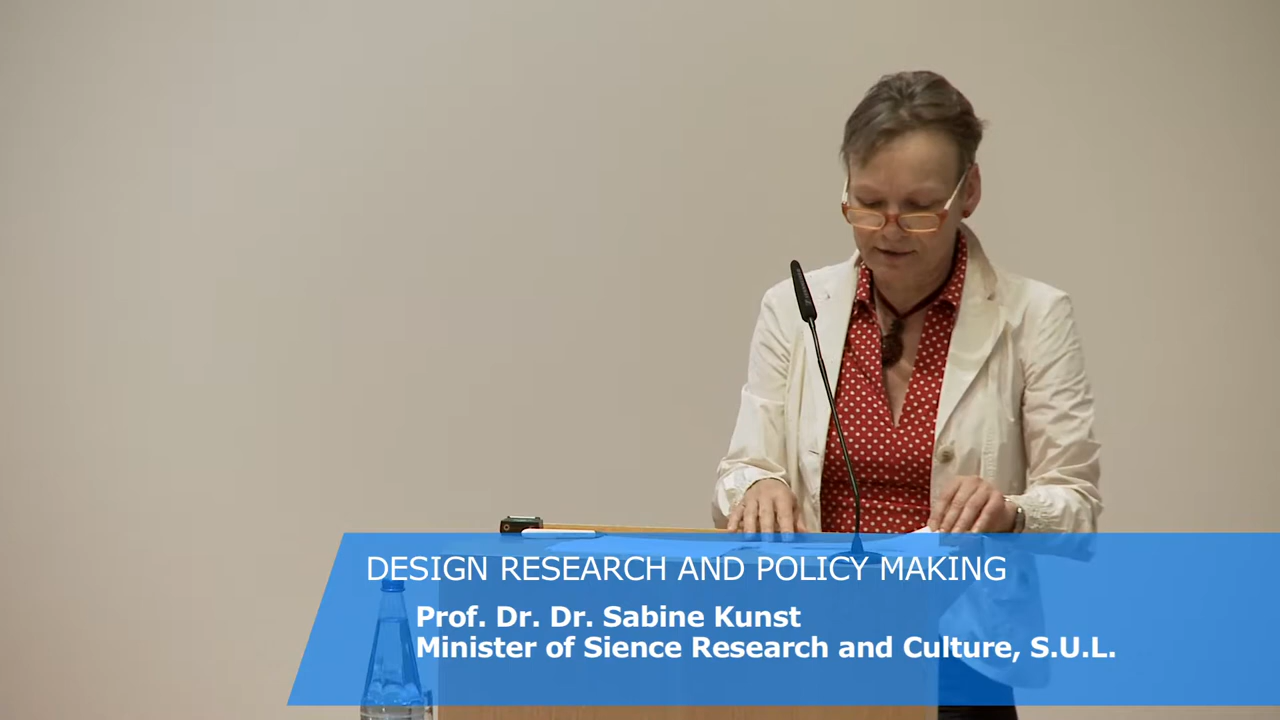 DESIGN RESEARCH AND POLICY MAKING
Prof. Dr. Dr. Sabine Kunst
Minister of Sience Research and Culture, S.U.L.